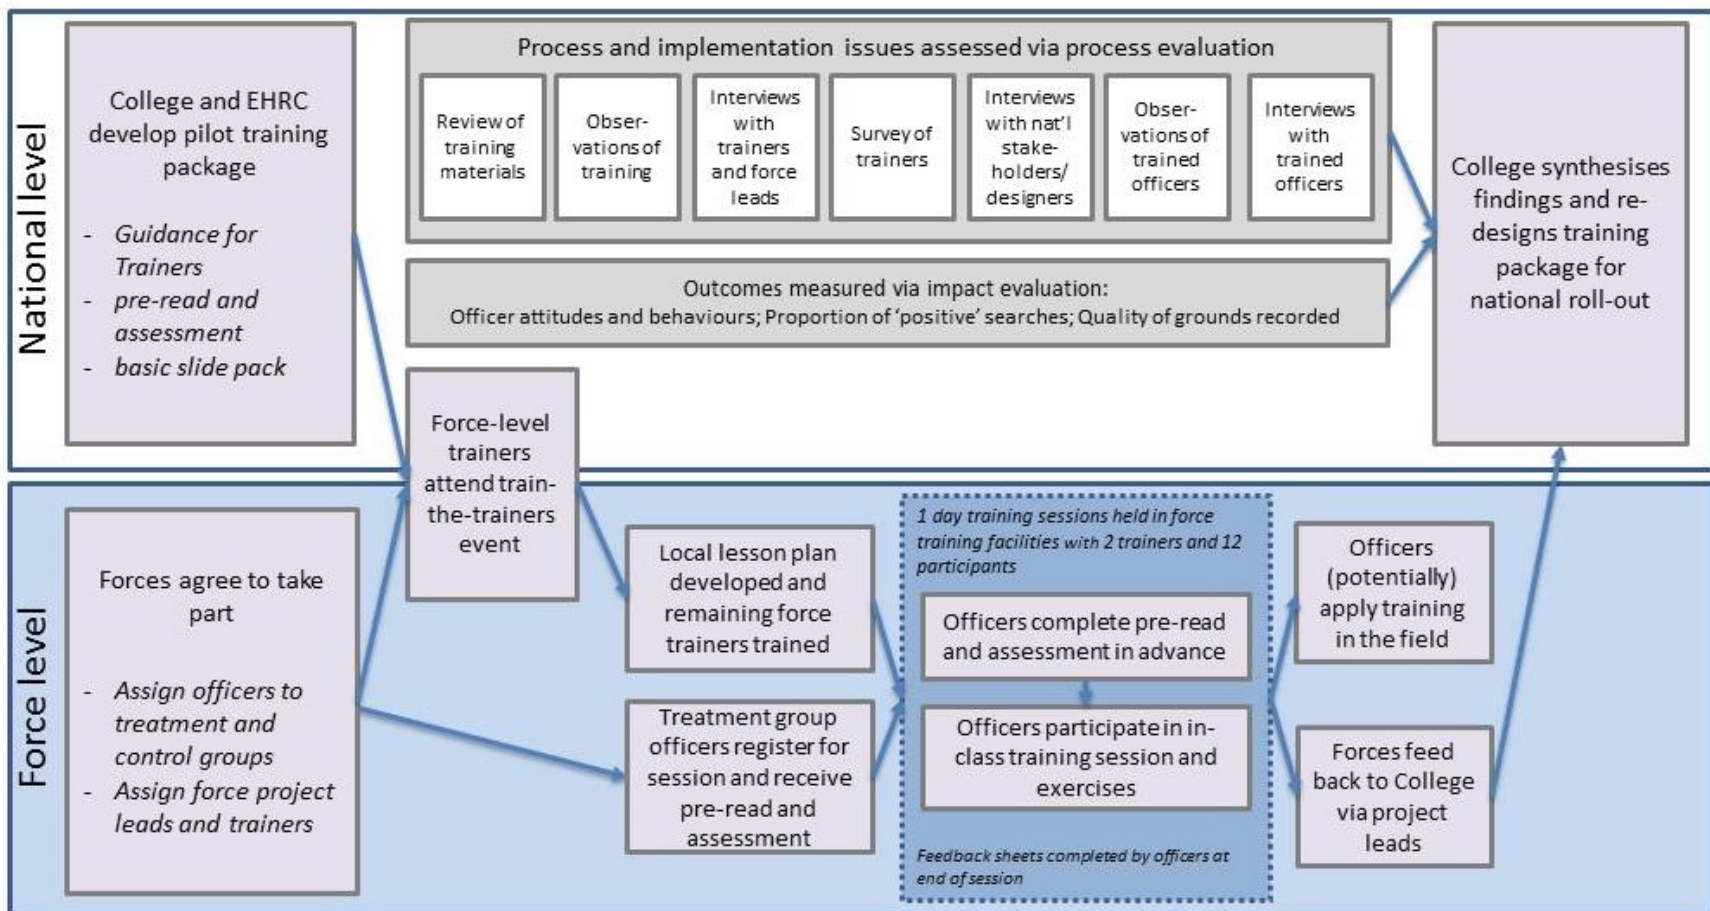 National level
College and EHRC
develop pilot training
package
- Guidance for
Trainers
- pre-read and
assessment
- basic slide pack
Process and implementation issues assessed via process evaluation
Review of
training
materials
Obser-
vations of
training
Interviews
with
trainers
and force
leads
Survey of
trainers
Interviews
with nat'l
stake-
holders/
designers
Obser-
vations of
trained
officers
Interviews
with
trained
officers
Outcomes measured via impact evaluation:
Officer attitudes and behaviours; Proportion of 'positive' searches; Quality of grounds recorded
College synthesises
findings and re-
designs training
package for
national roll-out
Force-level
trainers
attend train-
the-trainers
event
Force level
Forces agree to take
part
- Assign officers to
treatment and
control groups
- Assign force project
leads and trainers
Local lesson plan
developed and
remaining force
trainers trained
Treatment group
officers register for
session and receive
pre-read and
assessment
1 day training sessions held in force
training facilities with 2 trainers and 12
participants
Officers complete pre-read
and assessment in advance
Officers participate in in-
class training session and
exercises
Feedback sheets completed by officers at
end of session
Officers
(potentially)
apply training
in the field
Forces feed
back to College
via project
leads